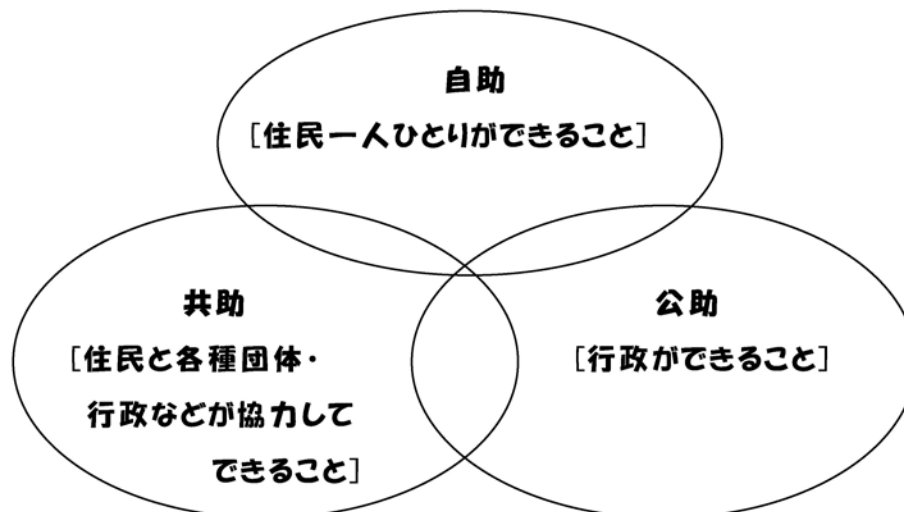 自助
[住民一人ひとりができること]
共助
[住民と各種団体・
行政などが協力して
できること]
公助
[行政ができること]